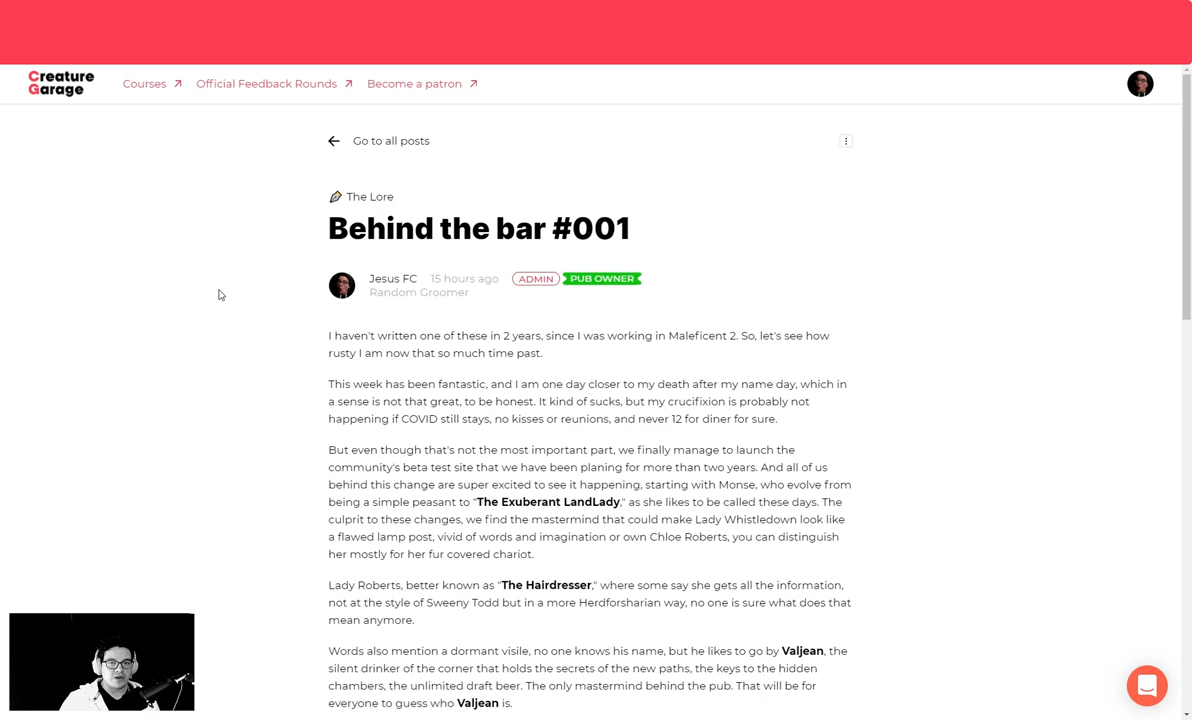 Creature
Garage
Courses
Official Feedback Rounds
Become a patron
Go to all posts
The Lore
Behind the bar #001
Jesus FC 15 hours ago ADMIN PUB OWNER
Random Groomer
I haven't written one of these in 2 years, since I was working in Maleficent 2. So, let's see how
rusty I am now that so much time past.
This week has been fantastic, and I am one day closer to my death after my name day, which in
a sense is not that great, to be honest. It kind of sucks, but my crucifixion is probably not
happening if COVID still stays, no kisses or reunions, and never 12 for diner for sure.
But even though that's not the most important part, we finally manage to launch the
community's beta test site that we have been planing for more than two years. And all of us
behind this change are super excited to see it happening, starting with Monse, who evolve from
being a simple peasant to "The Exuberant LandLady," as she likes to be called these days. The
culprit to these changes, we find the mastermind that could make Lady Whistledown look like
a flawed lamp post, vivid of words and imagination or own Chloe Roberts, you can distinguish
her mostly for her fur covered chariot.
Lady Roberts, better known as "The Hairdresser," where some say she gets all the information,
not at the style of Sweeny Todd but in a more Herdforsharian way, no one is sure what does that
mean anymore.
Words also mention a dormant visile, no one knows his name, but he likes to go by Valjean, the
silent drinker of the corner that holds the secrets of the new paths, the keys to the hidden
chambers, the unlimited draft beer. The only mastermind behind the pub. That will be for
everyone to guess who Valjean is.